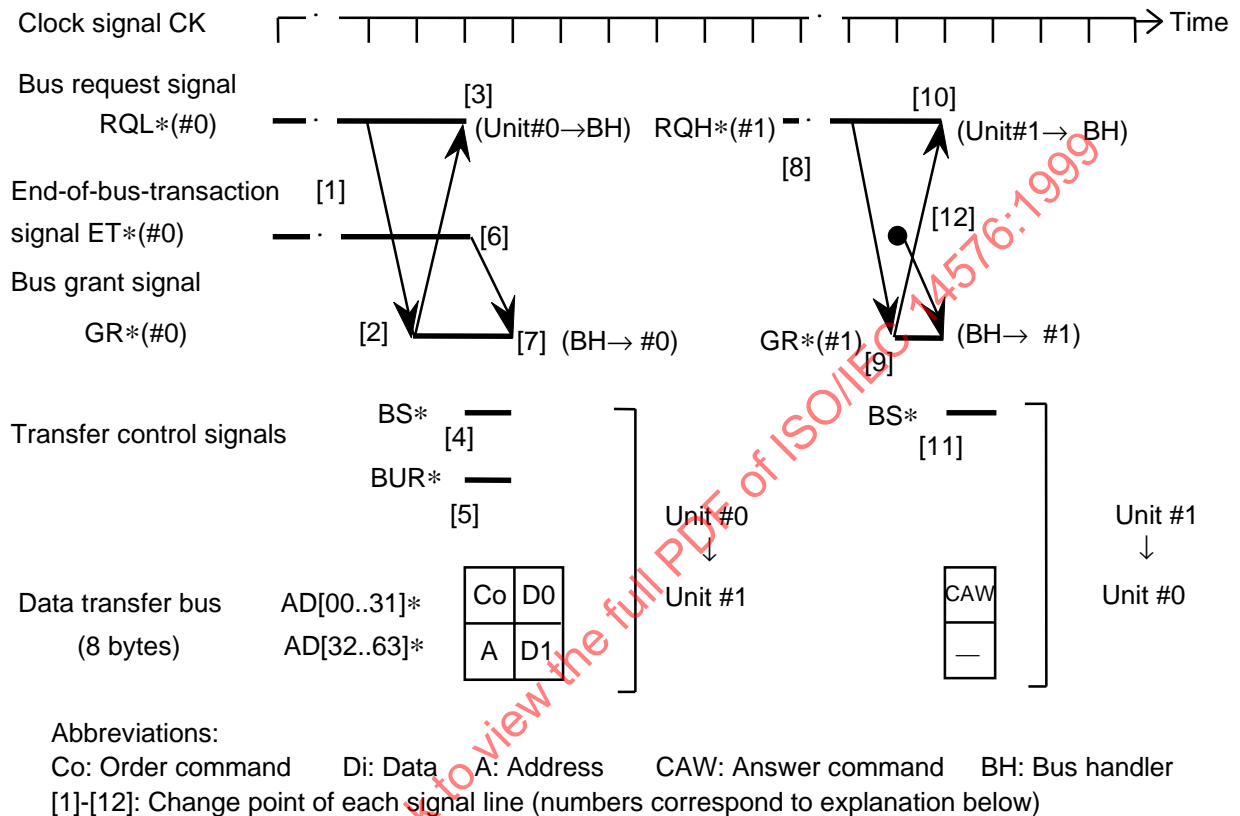 Clock signal CK
Time
Bus request signal
[3]
[10]
RQL*(#0)
(Unit#0→BH)
RQH*(#1)
(Unit#1→ BH)
[8]
End-of-bus-transaction
[1]
signal ET*(#0)
[6]
[12]
Bus grant signal
GR*(#0)
[2]
[7] (BH→ #0)
GR*(#1)
(BH→ #1)
[9]
BS*
BS*
Transfer control signals
[4]
[11]
BUR*
[5]
Unit #0
↓
Unit #1
Unit #1
↓
Unit #0
Data transfer bus
AD[00..31]*
Co D0
CAW
(8 bytes)
AD[32..63]*
A D1
—
Abbreviations:
Co: Order command Di: Data A: Address CAW: Answer command BH: Bus handler
[1]-[12]: Change point of each signal line (numbers correspond to explanation below)
to view the full PDF of ISO/IEC 14576:1999